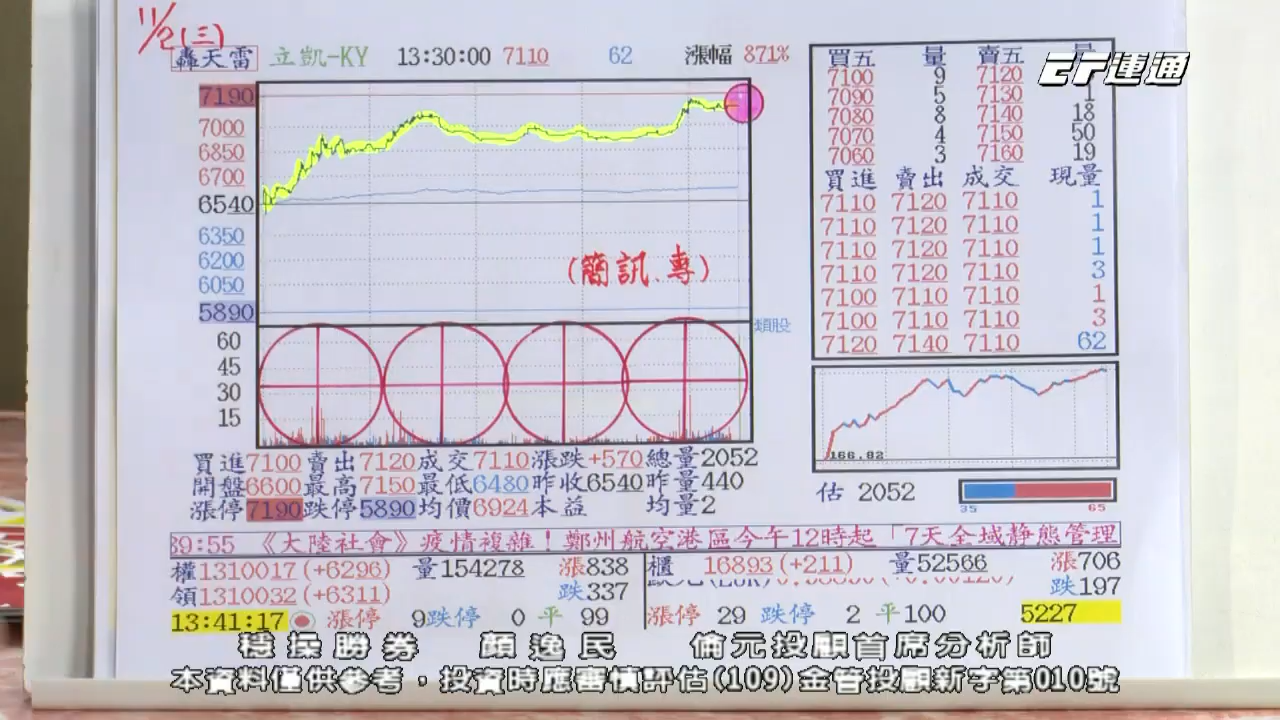 11/2(三)
EF連通
轟天雷 立凱-KY 13:30:00 7110 62 漲幅 871%
買五 量 賣五 量
7100 9 7120
7090 5 7130 1
7080 8 7140 18
7070 4 7150 50
7060 3 7160 19
買進 賣出 成交 現量
7110 7120 7110 1
7110 7120 7110 1
7110 7120 7110 1
7110 7120 7110 3
7100 7110 7110 1
7100 7110 7110 3
7120 7140 7110 62
7190
7000
6850
6700
6540
6350
6200
6050
5890
(簡訊.專)
類股
60
45
30
15
166.82
估 2052
35 65
買進7100 賣出7120 成交7110 漲跌+570 總量2052
開盤6600 最高7150 最低6480 昨收6540 昨量440
漲停7190 跌停5890 均價6924 本益 均量2
39:55 《大陸社會》疫情複雜！鄭州航空港區今午12時起「7天全域静態管理
權1310017(+6296) 量154278 漲838 櫃 16893(+211) 量52566 漲706
領1310032(+6311) 跌337 跌197
13:41:17 漲停 9 跌停 0 平 99 漲停 29 跌停 2 平100 5227
穩操勝券 顏逸民 倫元投顧首席分析師
本資料僅供參考，投資時應審慎評估(109)金管投顧新字第010號